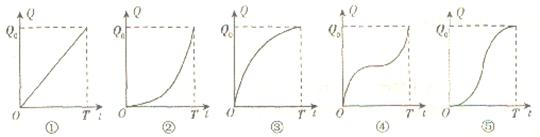 Q Q Q Q Q
Q₀ Q₀ Q₀ Q₀ Q₀
O T t O T t O T t O T t O T t
① ② ③ ④ ⑤